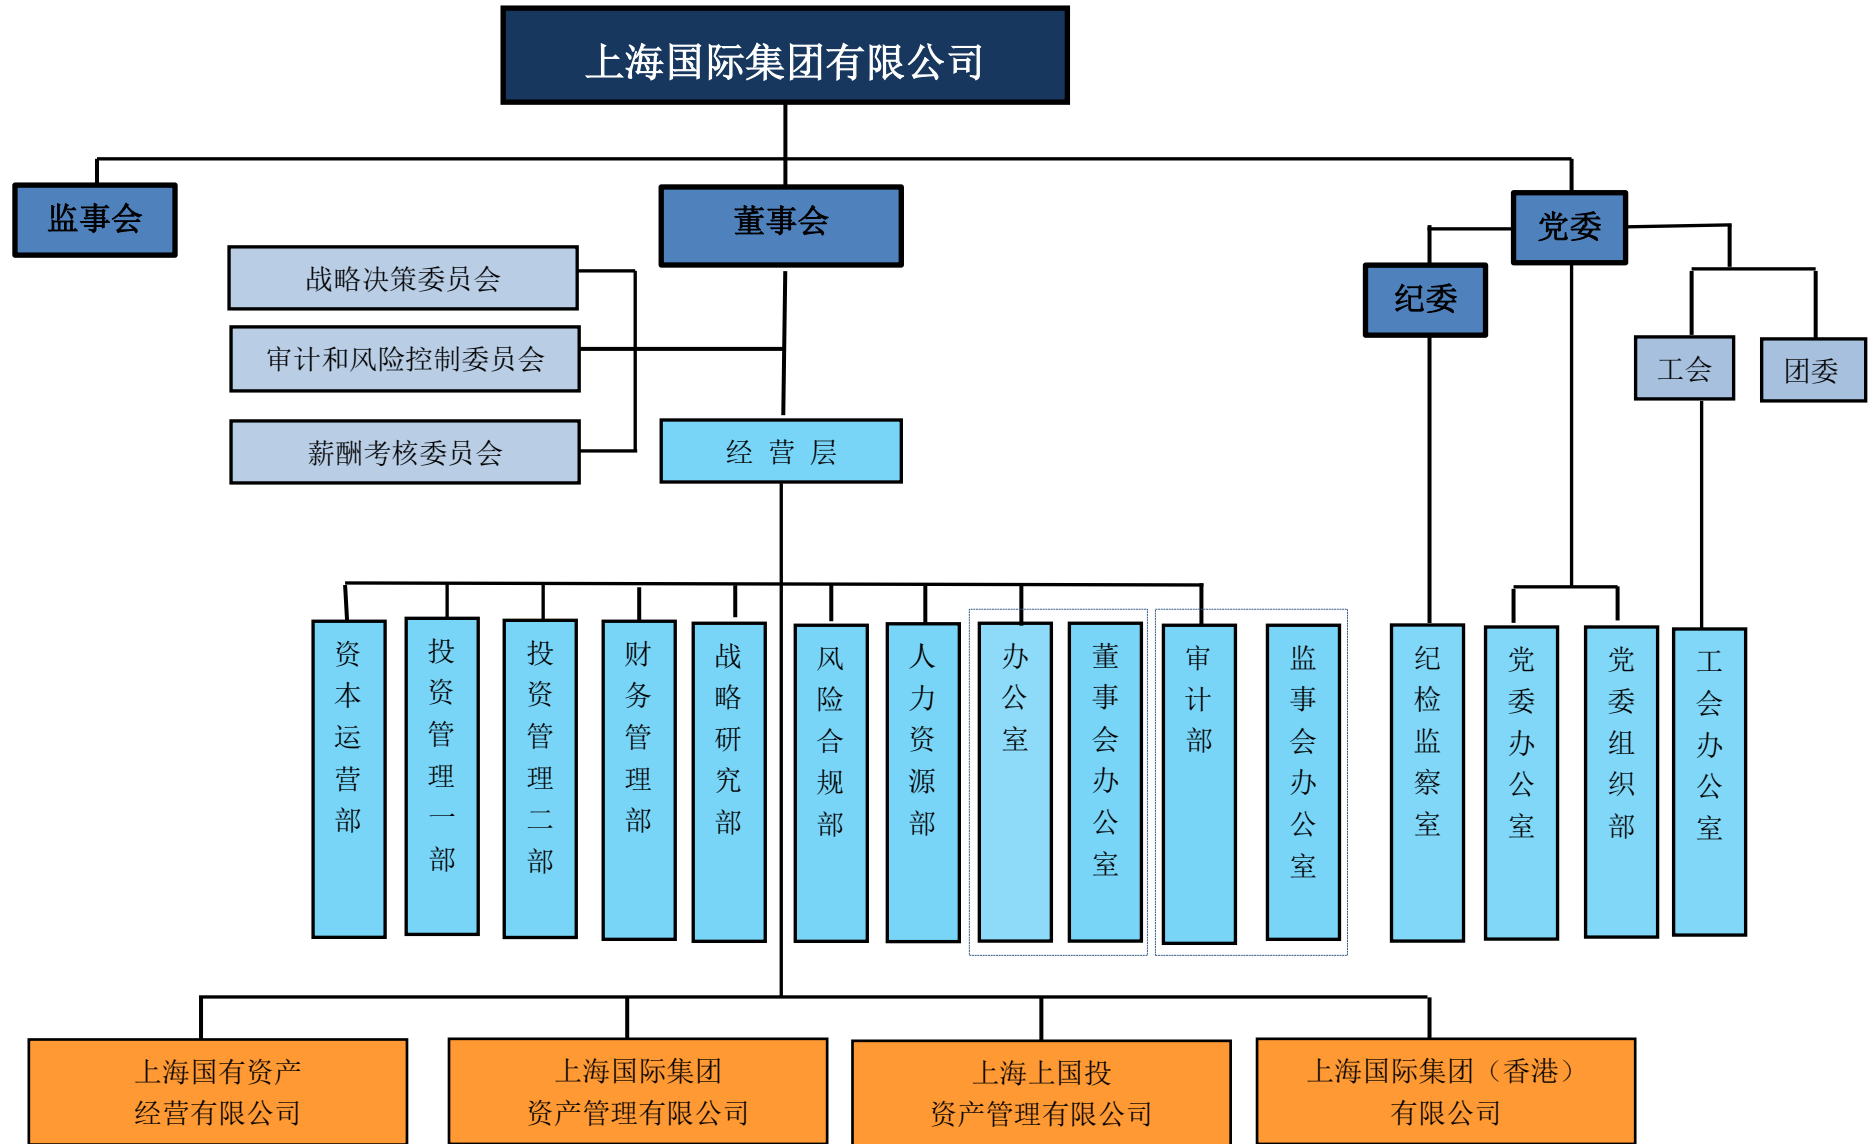 上海国际集团有限公司
监事会
董事会
党委
战略决策委员会
审计和风险控制委员会
薪酬考核委员会
纪委
工会
团委
经 营 层
资本运营部
投资管理一部
投资管理二部
财务管理部
战略研究部
风险合规部
人力资源部
办公室
董事会办公室
审计部
监事会办公室
纪检监察室
党委办公室
党委组织部
工会办公室
上海国有资产
经营有限公司
上海国际集团
资产管理有限公司
上海上国投
资产管理有限公司
上海国际集团（香港）
有限公司